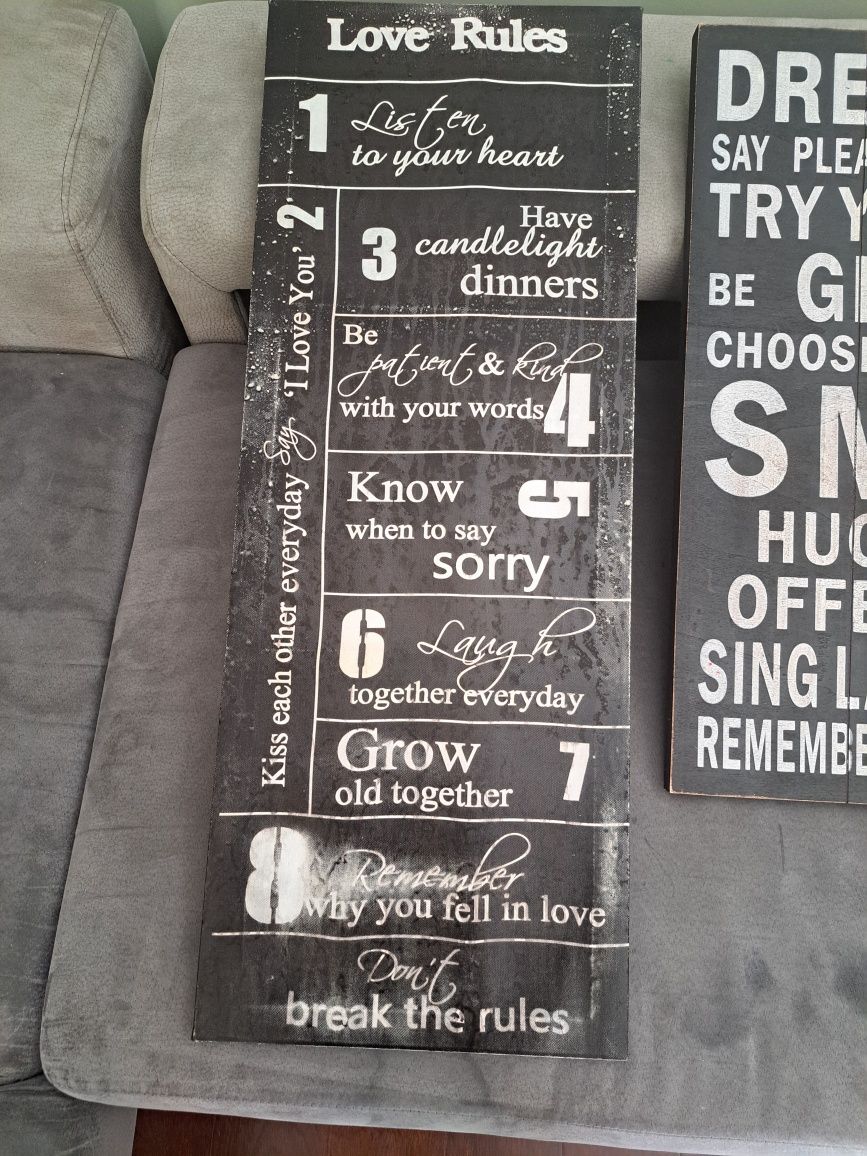 Love Rules
1 Listen
to your heart
2 Kiss each other everyday Say 'I Love You'
3 Have
candlelight
dinners
Be
patient & kind
with your words 4
Know 5
when to say
sorry
6 Laugh
together everyday
Grow 7
old together
8 Remember
why you fell in love
Don't
break the rules
DRE
SAY PLEA
TRY Y
BE
CHOOS
S
HUG
OFFE
SING LA
REMEMBE